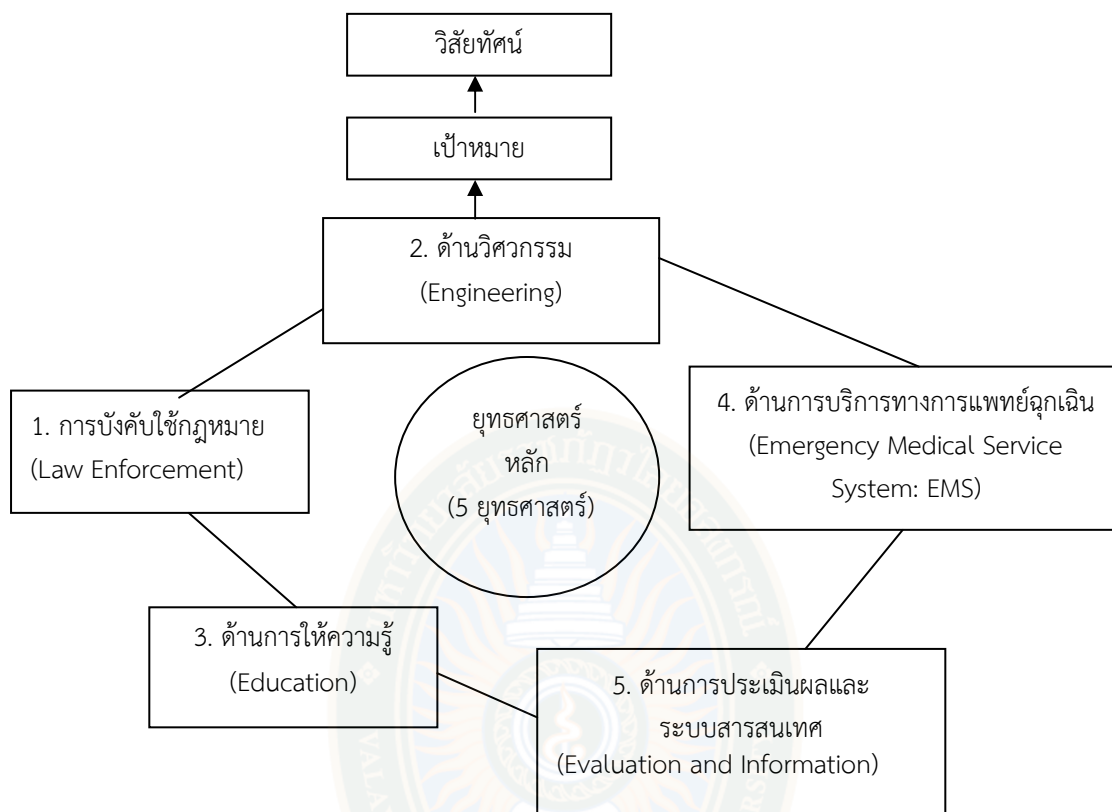 วิสัยทัศน์
เป้าหมาย
2. ด้านวิศวกรรม
(Engineering)
1. การบังคับใช้กฎหมาย
(Law Enforcement)
ยุทธศาสตร์
หลัก
(5 ยุทธศาสตร์)
4. ด้านการบริการทางการแพทย์ฉุกเฉิน
(Emergency Medical Service
System: EMS)
3. ด้านการให้ความรู้
(Education)
5. ด้านการประเมินผลและ
ระบบสารสนเทศ
(Evaluation and Information)